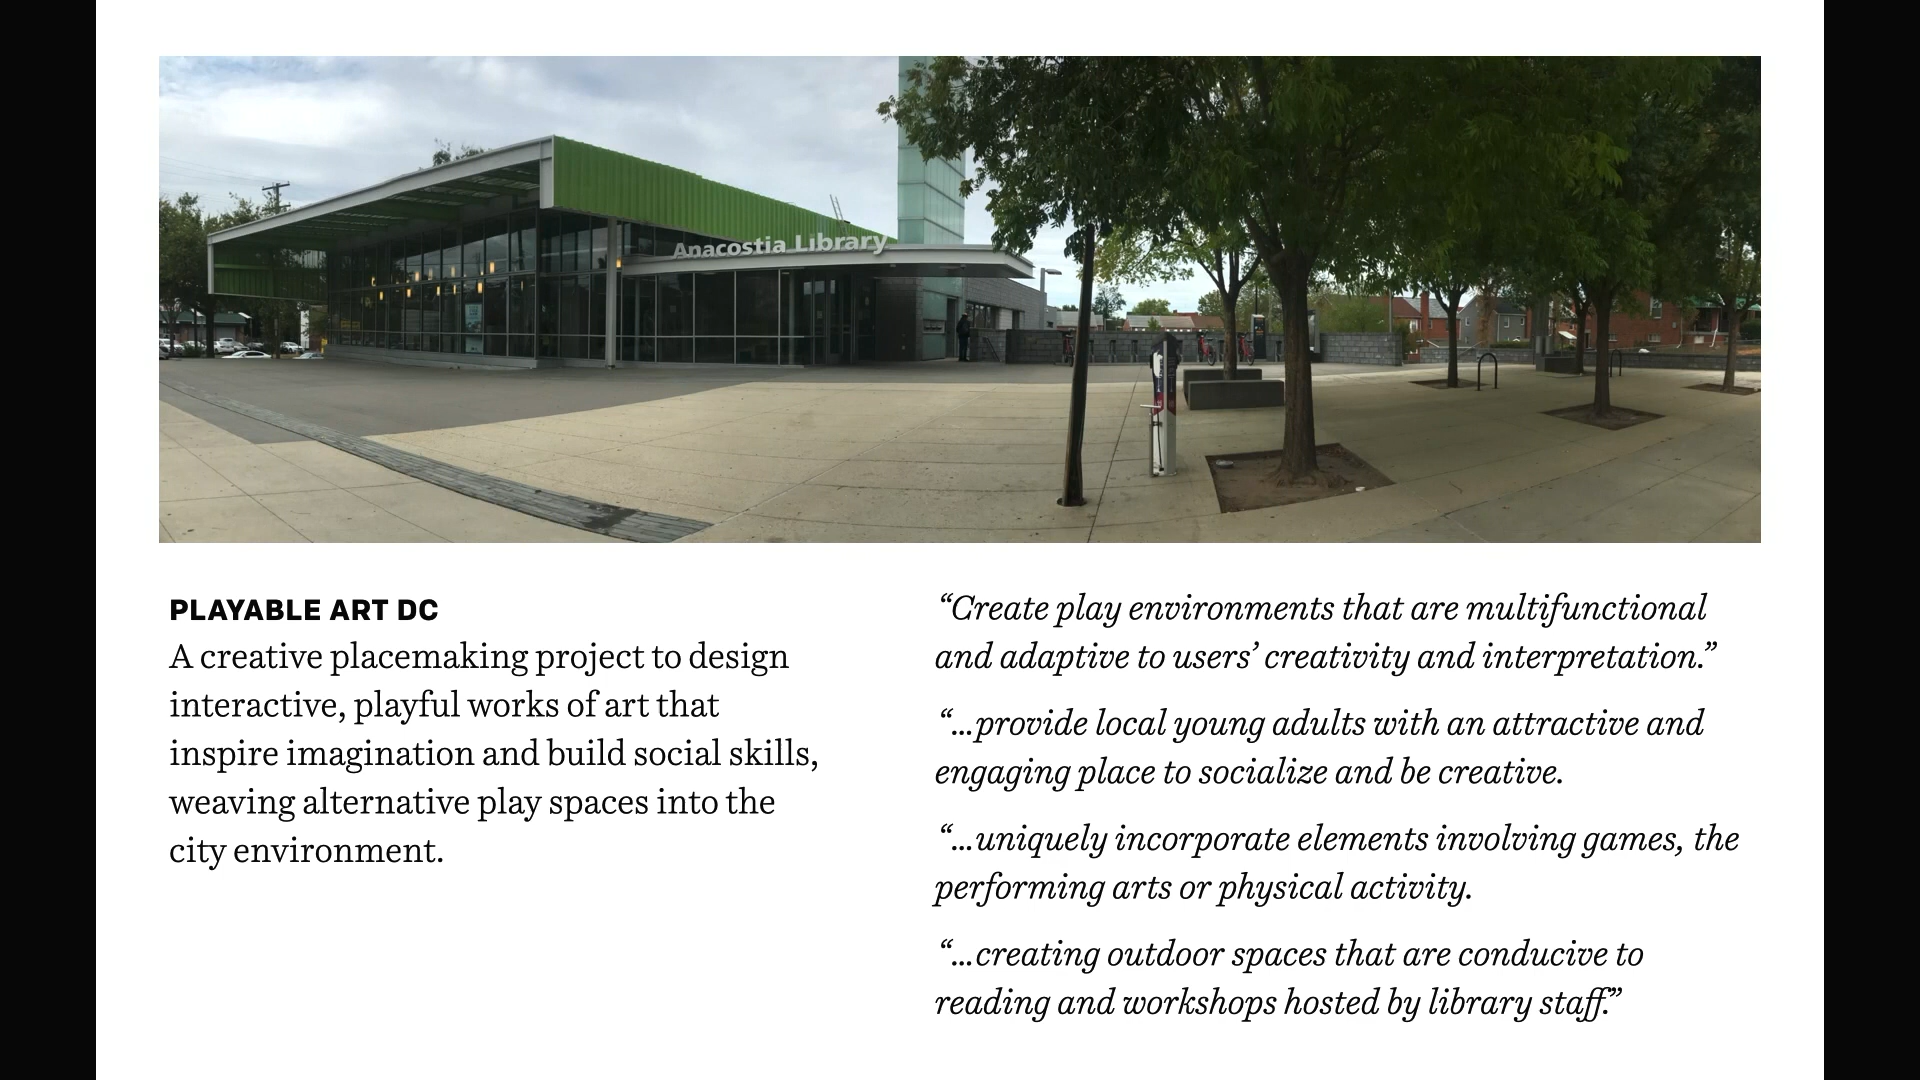 Anacostia Library
PLAYABLE ART DC
A creative placemaking project to design
interactive, playful works of art that
inspire imagination and build social skills,
weaving alternative play spaces into the
city environment.
“Create play environments that are multifunctional
and adaptive to users’ creativity and interpretation.”
“...provide local young adults with an attractive and
engaging place to socialize and be creative.
“...uniquely incorporate elements involving games, the
performing arts or physical activity.
“...creating outdoor spaces that are conducive to
reading and workshops hosted by library staff.”